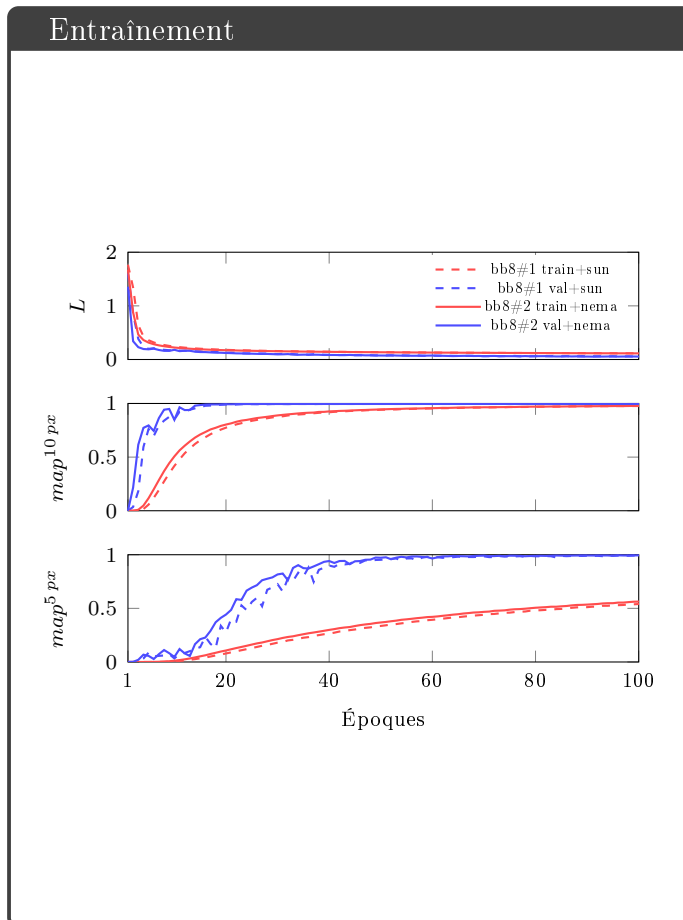 Entraînement
2
1
0
L
bb8#1 train+sun
bb8#1 val+sun
bb8#2 train+nema
bb8#2 val+nema
1
0.5
0
map^10 px
1
0.5
0
map^5 px
1 20 40 60 80 100
Époques